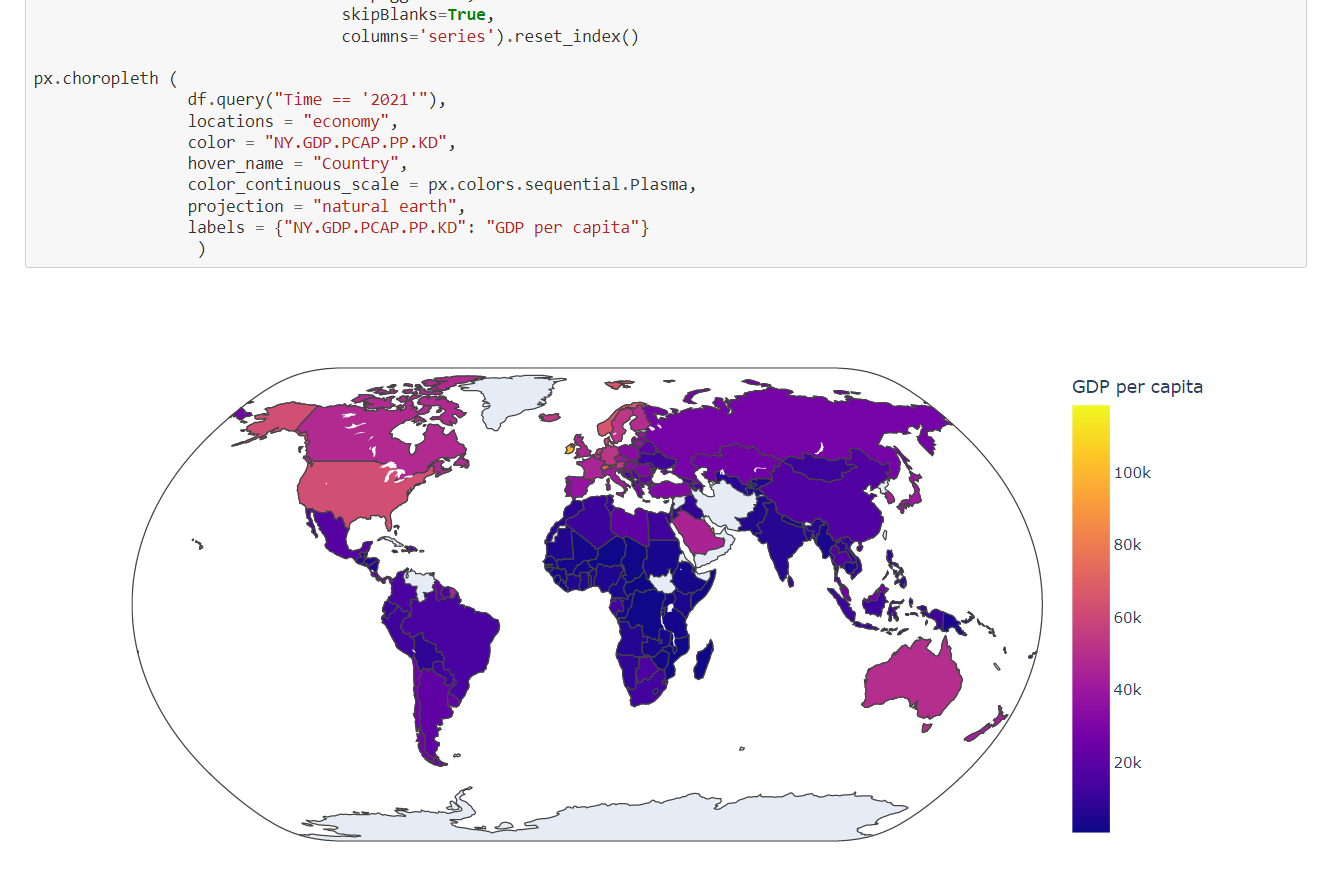 skipBlanks=True,
columns='series').reset_index()
px.choropleth (
df.query("Time == '2021'"),
locations = "economy",
color = "NY.GDP.PCAP.PP.KD",
hover_name = "Country",
color_continuous_scale = px.colors.sequential.Plasma,
projection = "natural earth",
labels = {"NY.GDP.PCAP.PP.KD": "GDP per capita"}
)
GDP per capita
100k
80k
60k
40k
20k